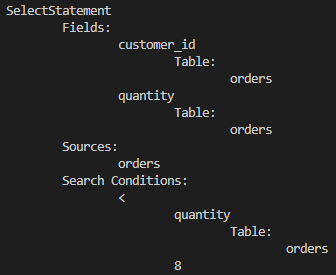 SelectStatement
Fields:
customer_id
Table:
orders
quantity
Table:
orders
Sources:
orders
Search Conditions:
<
quantity
Table:
orders
8